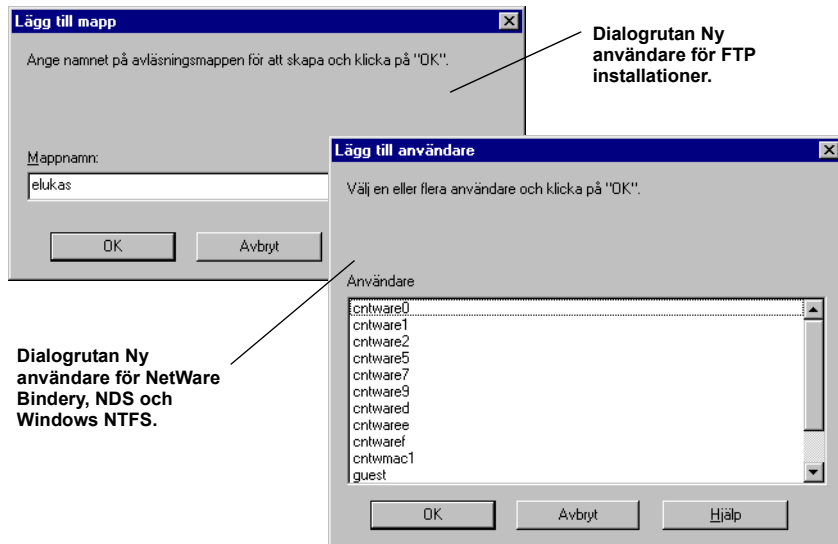 Lägg till mapp
Ange namnet på avläsningsmappen för att skapa och klicka på "OK".
Mappnamn:
elukas
OK
Avbryt
Dialogrutan Ny
användare för FTP
installationer.
Lägg till användare
Välj en eller flera användare och klicka på "OK".
Användare
cntware0
cntware1
cntware2
cntware5
cntware7
cntware9
cntwared
cntwaree
cntwaref
cntwmac1
guest
OK
Avbryt
Hjälp
Dialogrutan Ny
användare för NetWare
Bindery, NDS och
Windows NTFS.